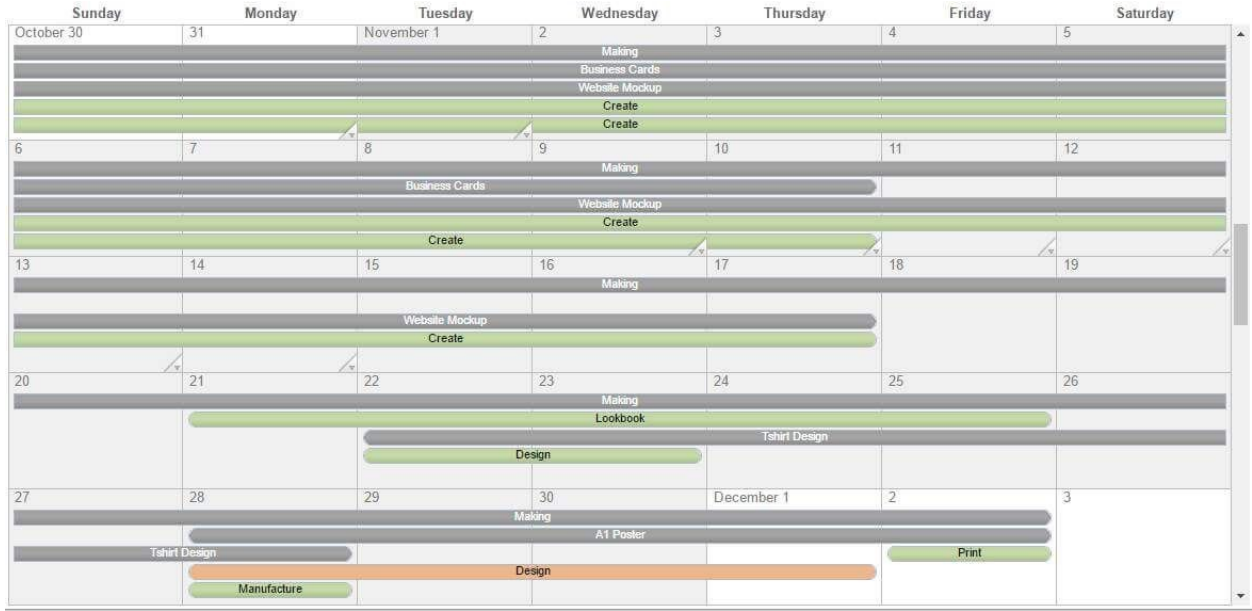 Sunday Monday Tuesday Wednesday Thursday Friday Saturday
October 30 31 November 1 2 3 4 5
Making
Business Cards
Website Mockup
Create
Create
6 7 8 9 10 11 12
Making
Business Cards
Website Mockup
Create
Create
13 14 15 16 17 18 19
Making
Website Mockup
Create
20 21 22 23 24 25 26
Making
Lookbook
Tshirt Design
Design
27 28 29 30 December 1 2 3
Making
A1 Poster
Tshirt Design Print
Design
Manufacture